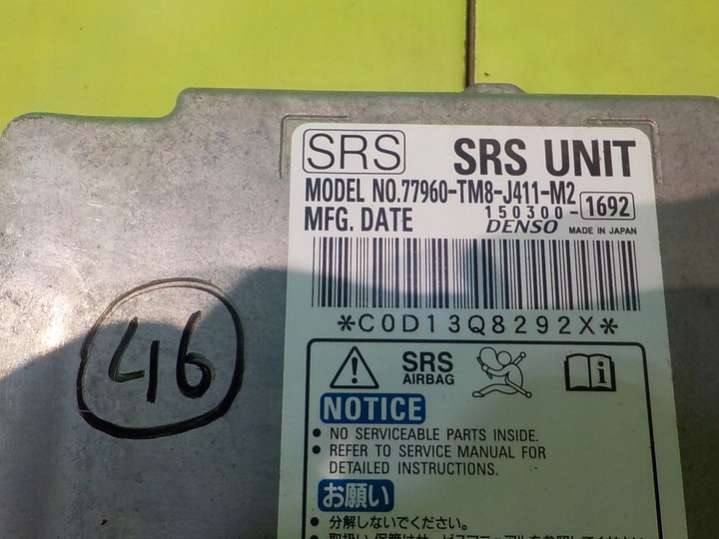 SRS SRS UNIT
MODEL NO.77960-TM8-J411-M2
150300-1692
MFG. DATE DENSO MADE IN JAPAN
*C0D13Q8292X*
SRS
AIRBAG
i
NOTICE
• NO SERVICEABLE PARTS INSIDE.
• REFER TO SERVICE MANUAL FOR
DETAILED INSTRUCTIONS.
お願い
• 分解しないでください。
46